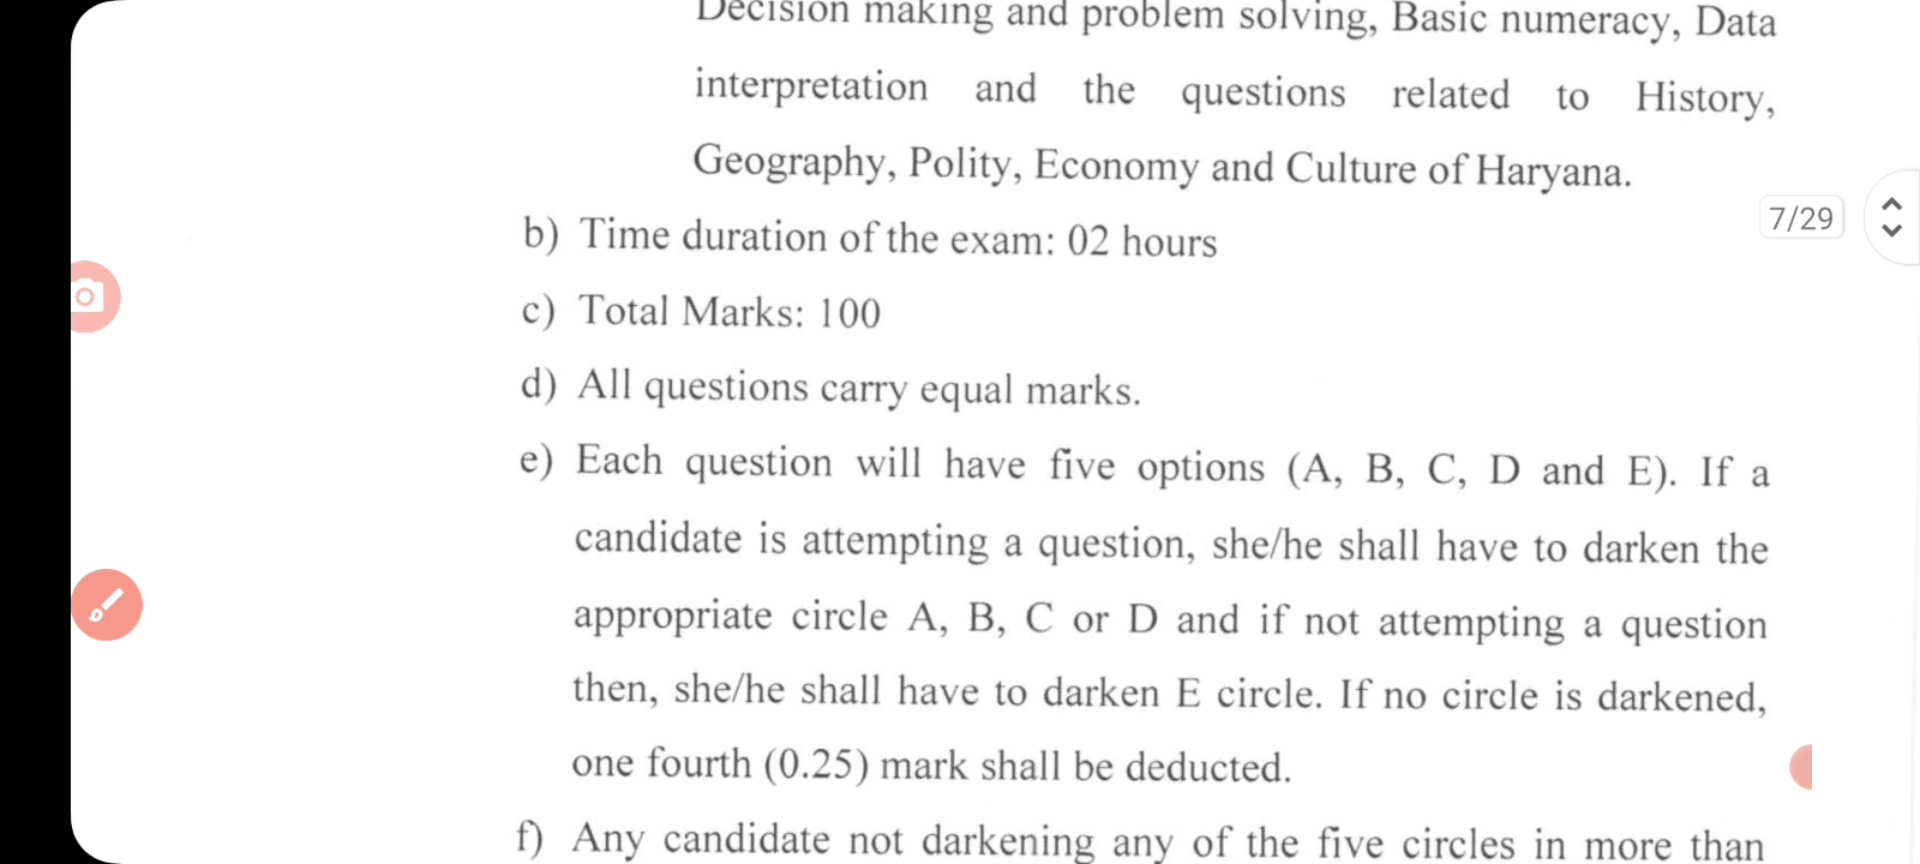 Decision making and problem solving, Basic numeracy, Data
interpretation and the questions related to History,
Geography, Polity, Economy and Culture of Haryana.
b) Time duration of the exam: 02 hours
7/29
c) Total Marks: 100
d) All questions carry equal marks.
e) Each question will have five options (A, B, C, D and E). If a
candidate is attempting a question, she/he shall have to darken the
appropriate circle A, B, C or D and if not attempting a question
then, she/he shall have to darken E circle. If no circle is darkened,
one fourth (0.25) mark shall be deducted.
f) Any candidate not darkening any of the five circles in more than